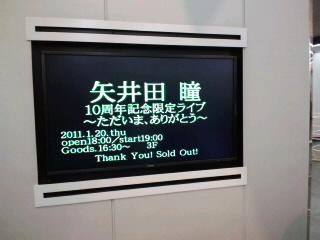 矢井田 瞳
10周年記念限定ライブ
～ただいま、ありがとう～
2011.1.20.thu
open18:00／start19:00
Goods.16:30～ 3F
Thank You! Sold Out!